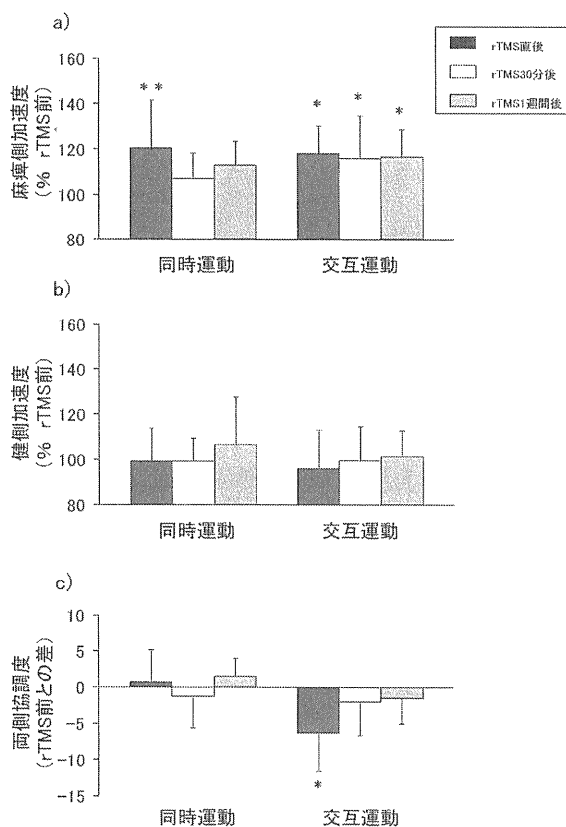 a)
rTMS直後
rTMS30分後
rTMS1週間後
麻痺側加速度
(% rTMS前)
160
140
120
100
80
** * * *
同時運動 交互運動
b)
健側加速度
(% rTMS前)
160
140
120
100
80
同時運動 交互運動
c)
両側協調度
(rTMS前との差)
10
5
0
-5
-10
-15
*
同時運動 交互運動